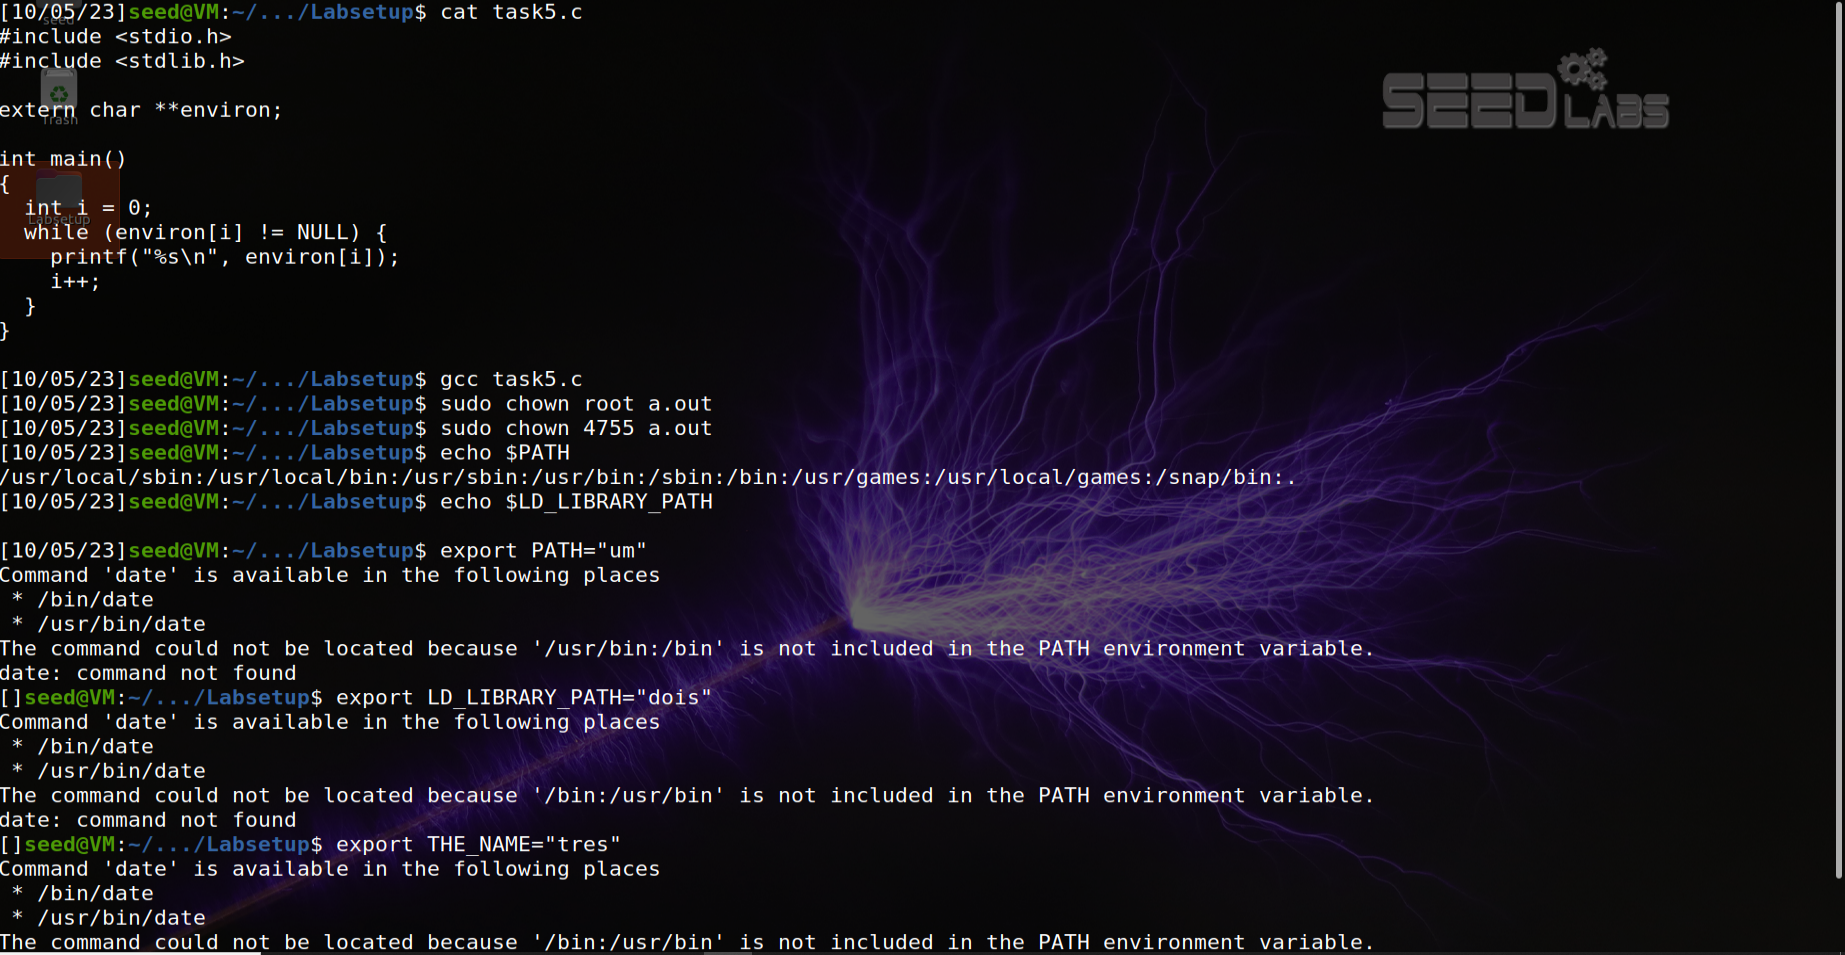 [10/05/23]seed@VM:~/.../Labsetup$ cat task5.c
seed
#include <stdio.h>
#include <stdlib.h>
SEED LABS
extern char **environ;
Trash
int main()
{
  int i = 0;
Labsetup
  while (environ[i] != NULL) {
    printf("%s\n", environ[i]);
    i++;
  }
}
[10/05/23]seed@VM:~/.../Labsetup$ gcc task5.c
[10/05/23]seed@VM:~/.../Labsetup$ sudo chown root a.out
[10/05/23]seed@VM:~/.../Labsetup$ sudo chown 4755 a.out
[10/05/23]seed@VM:~/.../Labsetup$ echo $PATH
/usr/local/sbin:/usr/local/bin:/usr/sbin:/usr/bin:/sbin:/bin:/usr/games:/usr/local/games:/snap/bin:.
[10/05/23]seed@VM:~/.../Labsetup$ echo $LD_LIBRARY_PATH
[10/05/23]seed@VM:~/.../Labsetup$ export PATH="um"
Command 'date' is available in the following places
 * /bin/date
 * /usr/bin/date
The command could not be located because '/usr/bin:/bin' is not included in the PATH environment variable.
date: command not found
[]seed@VM:~/.../Labsetup$ export LD_LIBRARY_PATH="dois"
Command 'date' is available in the following places
 * /bin/date
 * /usr/bin/date
The command could not be located because '/bin:/usr/bin' is not included in the PATH environment variable.
date: command not found
[]seed@VM:~/.../Labsetup$ export THE_NAME="tres"
Command 'date' is available in the following places
 * /bin/date
 * /usr/bin/date
The command could not be located because '/bin:/usr/bin' is not included in the PATH environment variable.